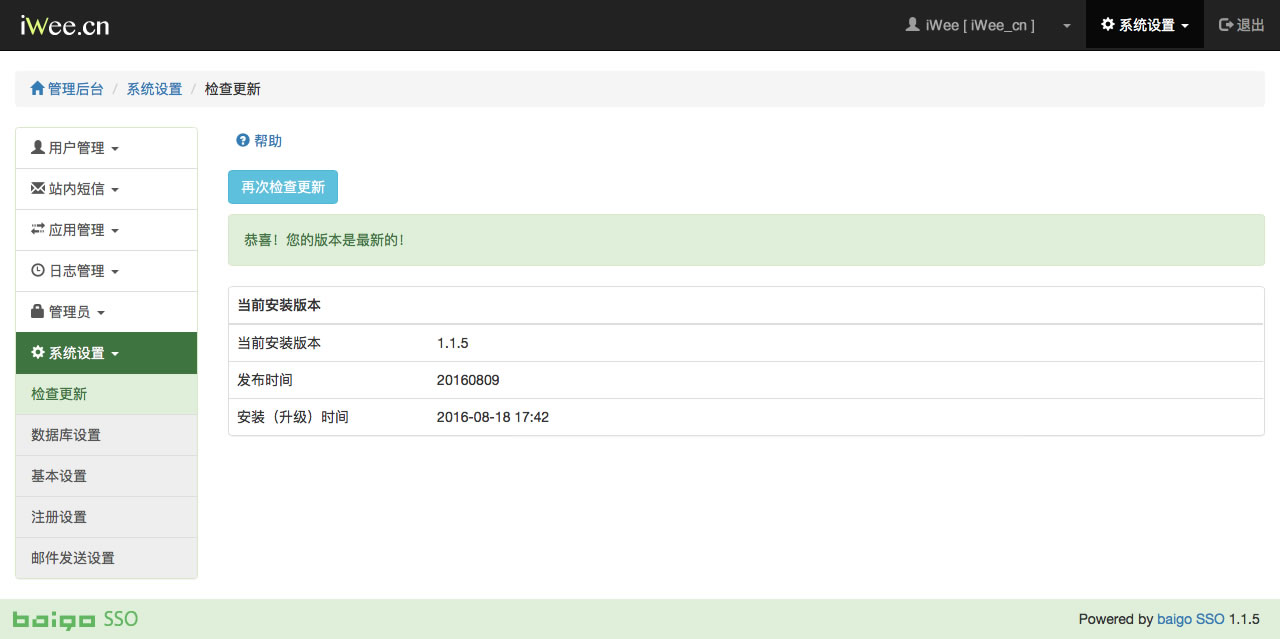 iWee.cn
iWee [ iWee_cn ]
系统设置
退出
管理后台 / 系统设置 / 检查更新
用户管理
站内短信
应用管理
日志管理
管理员
系统设置
检查更新
数据库设置
基本设置
注册设置
邮件发送设置
帮助
再次检查更新
恭喜！您的版本是最新的！
当前安装版本
当前安装版本 1.1.5
发布时间 20160809
安装（升级）时间 2016-08-18 17:42
baigo SSO
Powered by baigo SSO 1.1.5